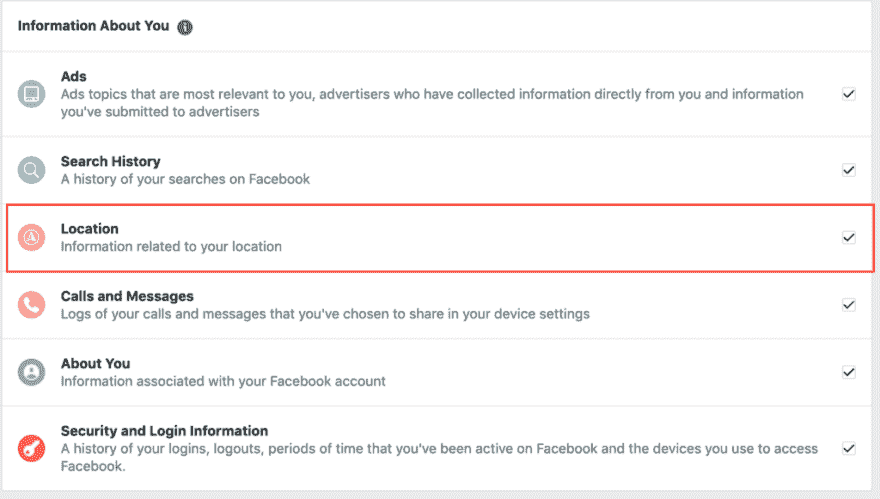 Information About You
Ads
Ads topics that are most relevant to you, advertisers who have collected information directly from you and information
you've submitted to advertisers
Search History
A history of your searches on Facebook
Location
Information related to your location
Calls and Messages
Logs of your calls and messages that you've chosen to share in your device settings
About You
Information associated with your Facebook account
Security and Login Information
A history of your logins, logouts, periods of time that you've been active on Facebook and the devices you use to access
Facebook.